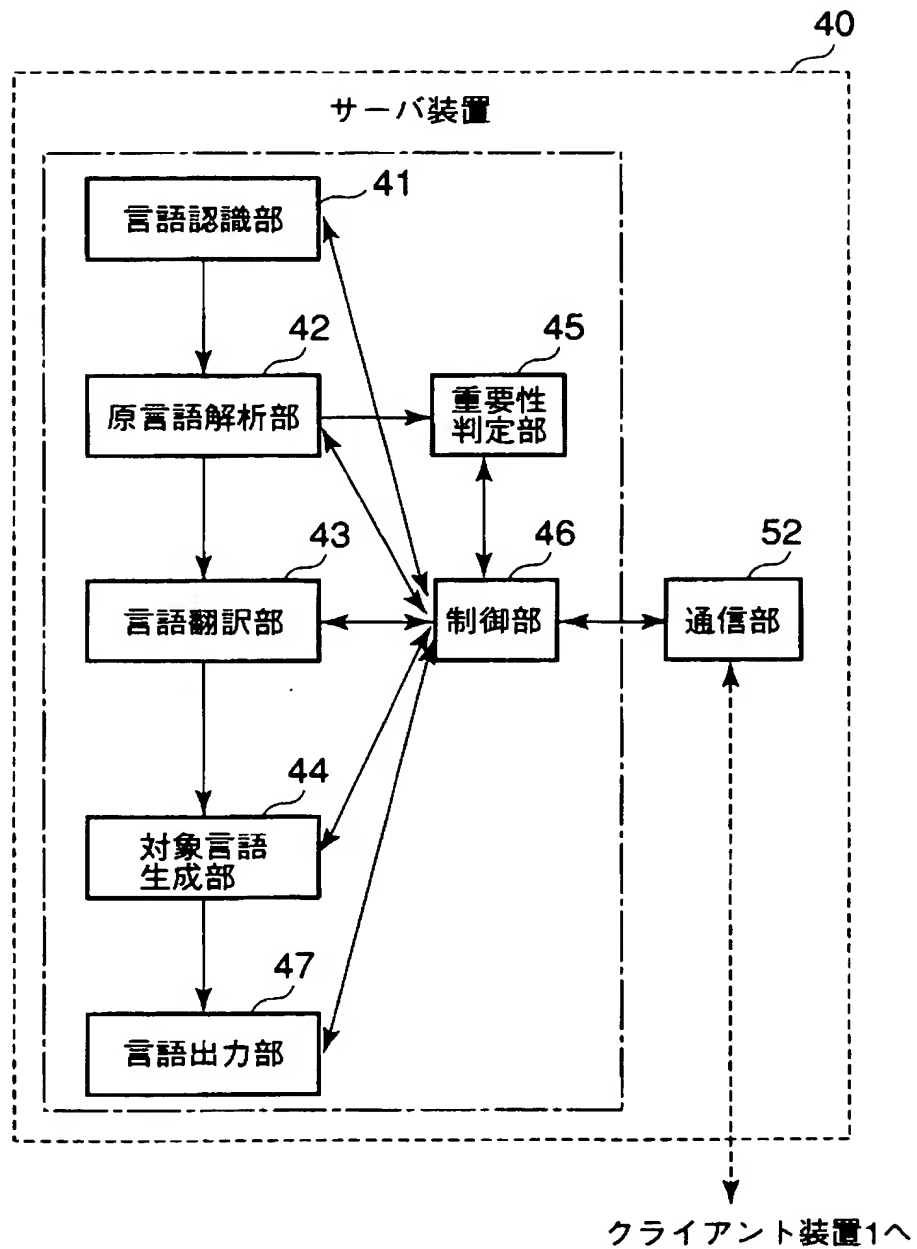 40
サーバ装置
41
言語認識部
42
原言語解析部
45
重要性
判定部
43
言語翻訳部
46
制御部
52
通信部
44
対象言語
生成部
47
言語出力部
クライアント装置1へ